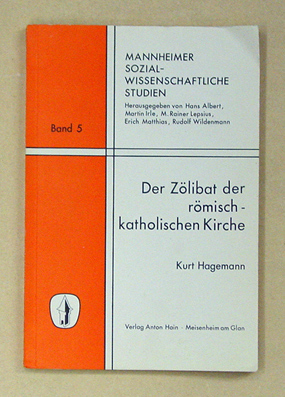 MANNHEIMER
SOZIAL-
WISSENSCHAFTLICHE
STUDIEN
Herausgegeben von Hans Albert,
Martin Irle, M. Rainer Lepsius,
Erich Matthias, Rudolf Wildenmann
Band 5
Der Zölibat der
römisch-
katholischen Kirche
Kurt Hagemann
Verlag Anton Hain · Meisenheim am Glan